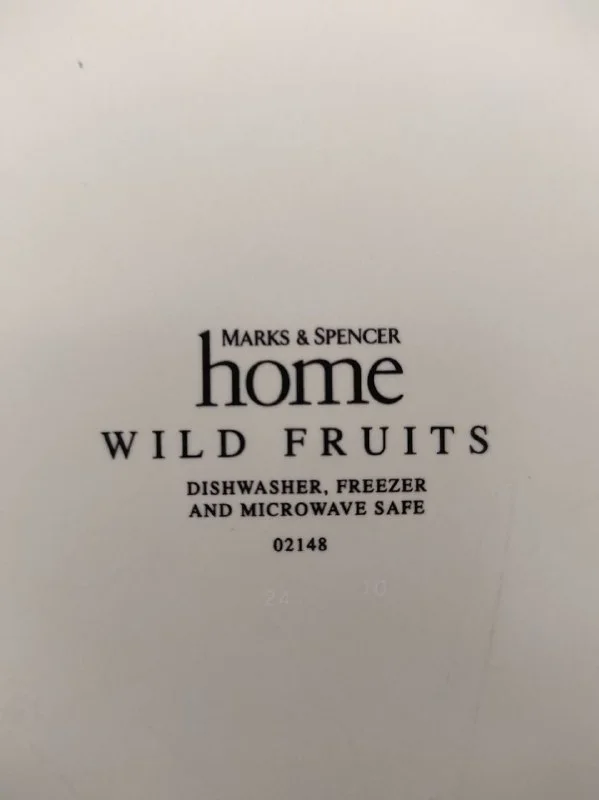 MARKS & SPENCER
home
WILD FRUITS
DISHWASHER, FREEZER
AND MICROWAVE SAFE
02148
24 10